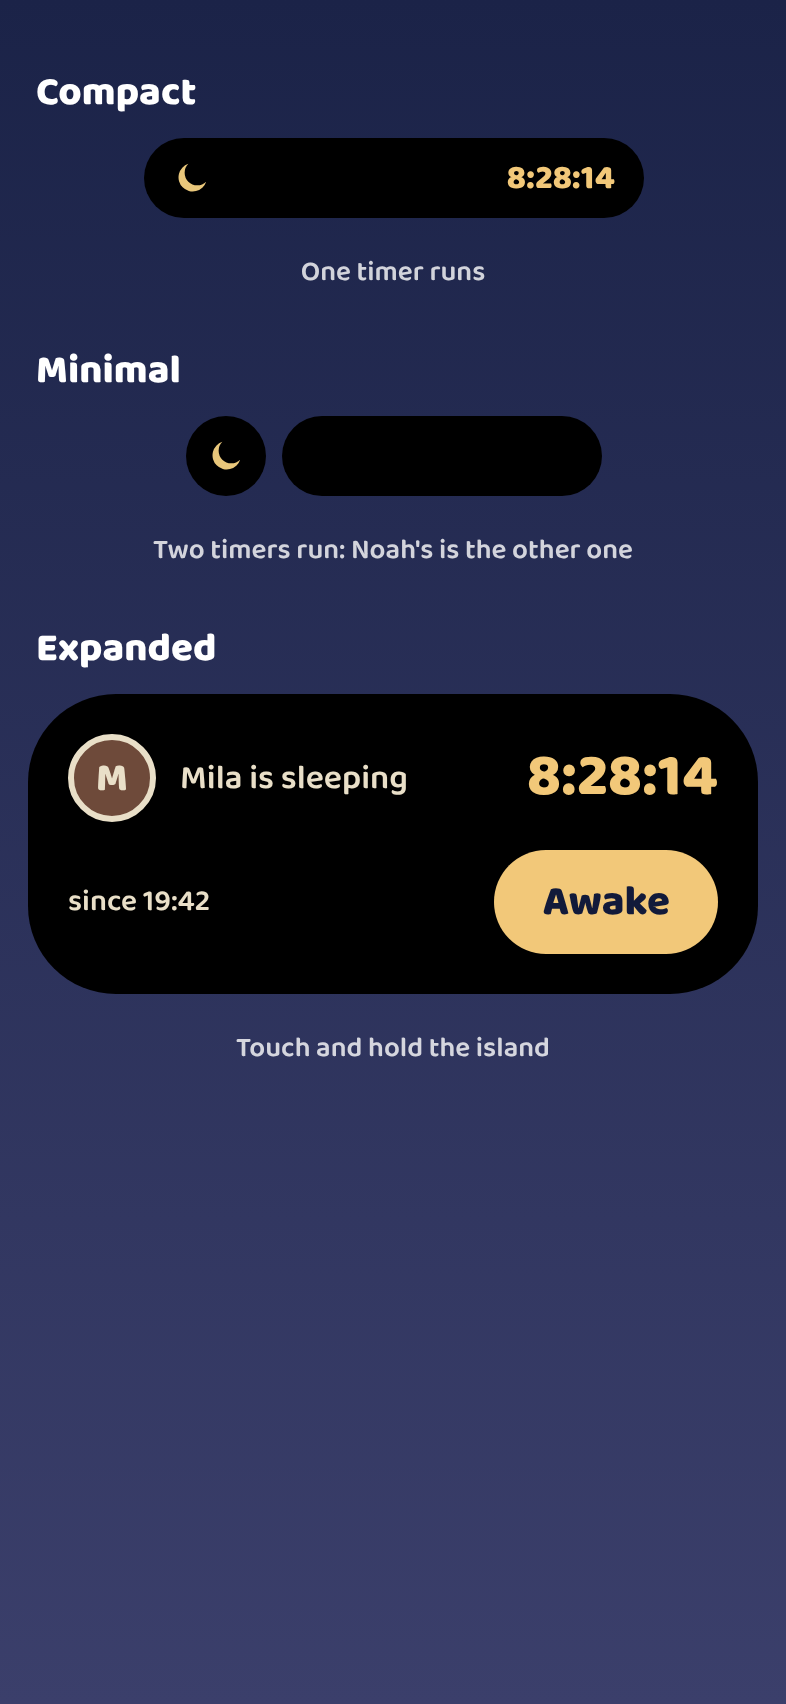 Compact
8:28:14
One timer runs
Minimal
Two timers run: Noah's is the other one
Expanded
M
Mila is sleeping
8:28:14
since 19:42
Awake
Touch and hold the island